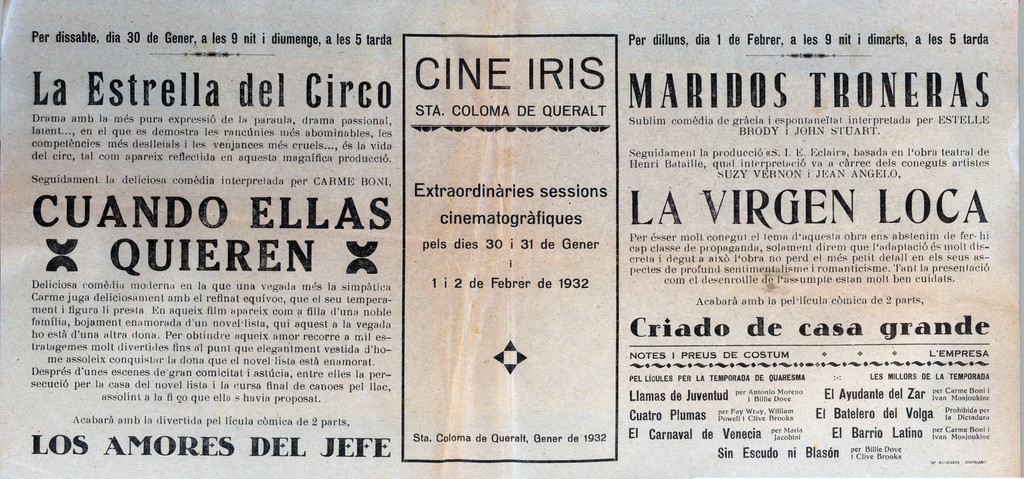 Per dissabte, dia 30 de Gener, a les 9 nit i diumenge, a les 5 tarda
La Estrella del Circo
Drama amb la més pura expressió de la paraula, drama passional,
latent..., en el que es demostra les rancúnies més abominables, les
competències més deslleials i les venjances més cruels..., és la vida
del circ, tal com apareix reflectida en aquesta magnífica producció.
Seguidament la deliciosa comèdia interpretada per CARME BONI,
CUANDO ELLAS
QUIEREN
Deliciosa comèdia moderna en la que una vegada més la simpàtica
Carme juga deliciosament amb el refinat equívoc, que el seu tempera-
ment i figura li presta En aqueix film apareix com a filla d'una noble
família, bojament enamorada d'un novel·lista, qui aquest a la vegada
ho està d'una altra dona. Per obtindre aqueix amor recorre a mil es-
tratagemes molt divertides fins al punt que elegantment vestida d'ho-
me assoleix conquistar la dona que el novel·lista està enamorat.
Després d'unes escenes de gran comicitat i astúcia, entre elles la per-
secució per la casa del novel·lista i la cursa final de canoes pel llac,
assolint a la fi ço que ella s'havia proposat.
Acabarà amb la divertida pel·lícula còmica de 2 parts,
LOS AMORES DEL JEFE
CINE IRIS
STA. COLOMA DE QUERALT
Extraordinàries sessions
cinematogràfiques
pels dies 30 i 31 de Gener
i
1 i 2 de Febrer de 1932
Sta. Coloma de Queralt, Gener de 1932
Per dilluns, dia 1 de Febrer, a les 9 nit i dimarts, a les 5 tarda
MARIDOS TRONERAS
Sublim comèdia de gràcia i espontaneïtat interpretada per ESTELLE
BRODY i JOHN STUART.
Seguidament la producció «S. I. E. Eclair», basada en l'obra teatral de
Henri Bataille, qual interpretació va a càrrec dels coneguts artistes
SUZY VERNON i JEAN ANGELO,
LA VIRGEN LOCA
Per ésser molt conegut el tema d'aquesta obra ens abstenim de fer-hi
cap classe de propaganda, solament direm que l'adaptació és molt dis-
creta i degut a això l'obra no perd el més petit detall en els seus as-
pectes de profund sentimentalisme i romanticisme. Tant la presentació
com el desenrotlle de l'assumpte estan molt ben cuidats.
Acabarà amb la pel·lícula còmica de 2 parts,
Criado de casa grande
NOTES I PREUS DE COSTUM L'EMPRESA
PEL·LÍCULES PER LA TEMPORADA DE QUARESMA :-: LES MILLORS DE LA TEMPORADA
Llamas de Juventud per Antonio Moreno i Billie Dove El Ayudante del Zar per Carme Boni i Ivan Mosjoukine
Cuatro Plumas per Fay Wray, William Powell i Clive Brooks El Batelero del Volga Prohibida per la Dictadura
El Carnaval de Venecia per Maria Jacobini El Barrio Latino per Carme Boni i Ivan Mosjoukine
Sin Escudo ni Blasón per Billie Dove i Clive Brooks